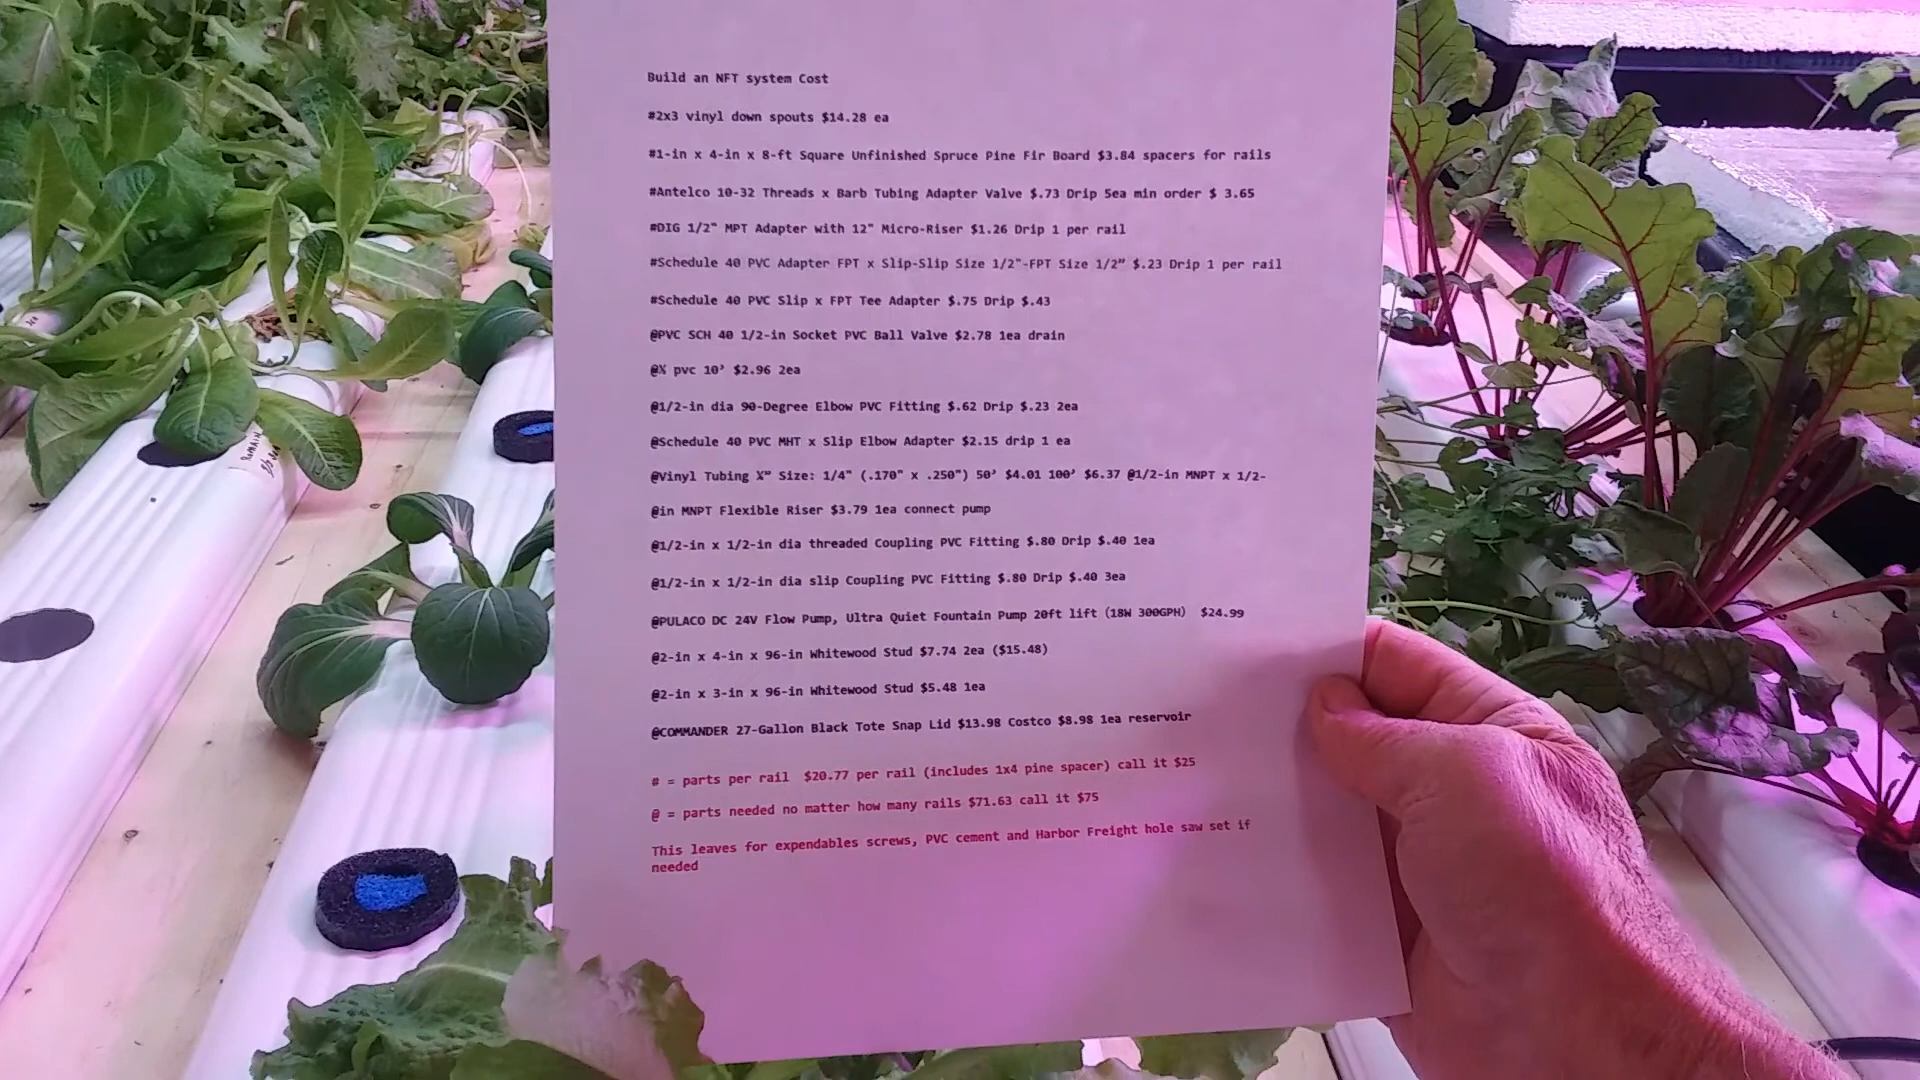 Build an NFT system Cost
#2x3 vinyl down spouts $14.28 ea
#1-in x 4-in x 8-ft Square Unfinished Spruce Pine Fir Board $3.84 spacers for rails
#Antelco 10-32 Threads x Barb Tubing Adapter Valve $.73 Drip 5ea min order $ 3.65
#DIG 1/2" MPT Adapter with 12" Micro-Riser $1.26 Drip 1 per rail
#Schedule 40 PVC Adapter FPT x Slip-Slip Size 1/2"-FPT Size 1/2” $.23 Drip 1 per rail
#Schedule 40 PVC Slip x FPT Tee Adapter $.75 Drip $.43
@PVC SCH 40 1/2-in Socket PVC Ball Valve $2.78 1ea drain
pvc 10’ $2.96 2ea
@1/2-in dia 90-Degree Elbow PVC Fitting $.62 Drip $.23 2ea
@Schedule 40 PVC MHT x Slip Elbow Adapter $2.15 drip 1 ea
@Vinyl Tubing Size: 1/4" (.170" x .250") 50’ $4.01 100’ $6.37 @1/2-in MNPT x 1/2-
@in MNPT Flexible Riser $3.79 1ea connect pump
@1/2-in x 1/2-in dia threaded Coupling PVC Fitting $.80 Drip $.40 1ea
@1/2-in x 1/2-in dia slip Coupling PVC Fitting $.80 Drip $.40 3ea
@PULACO DC 24V Flow Pump, Ultra Quiet Fountain Pump 20ft lift (18W 300GPH) $24.99
@2-in x 4-in x 96-in Whitewood Stud $7.74 2ea ($15.48)
@2-in x 3-in x 96-in Whitewood Stud $5.48 1ea
@COMMANDER 27-Gallon Black Tote Snap Lid $13.98 Costco $8.98 1ea reservoir
# = parts per rail $20.77 per rail (includes 1x4 pine spacer) call it $25
@ = parts needed no matter how many rails $71.63 call it $75
This leaves for expendables screws, PVC cement and Harbor Freight hole saw set if
needed